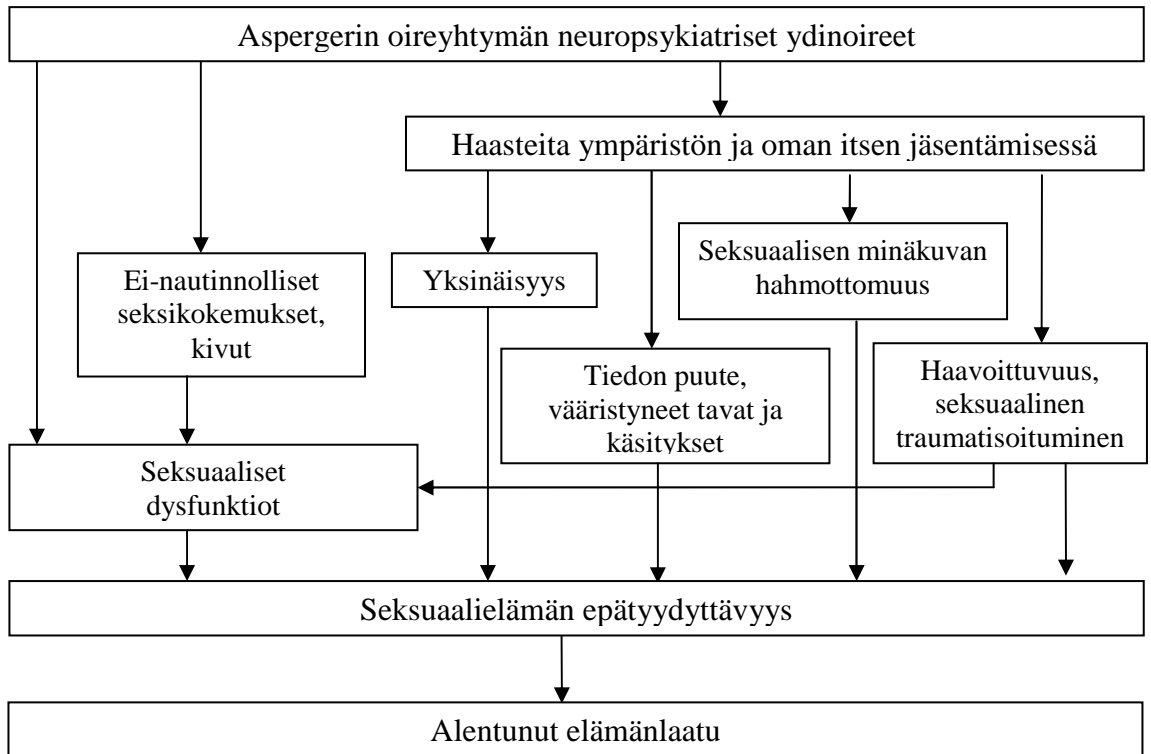 Aspergerin oireyhtymän neuropsykiatriset ydinoireet
Haasteita ympäristön ja oman itsen jäsentämisessä
Ei-nautinnolliset
seksikokemukset,
kivut
Yksinäisyys
Seksuaalisen minäkuvan
hahmottomuus
Tiedon puute,
vääristyneet tavat ja
käsitykset
Haavoittuvuus,
seksuaalinen
traumatisoituminen
Seksuaaliset
dysfunktiot
Seksuaalielämän epätyydyttävyys
Alentunut elämänlaatu